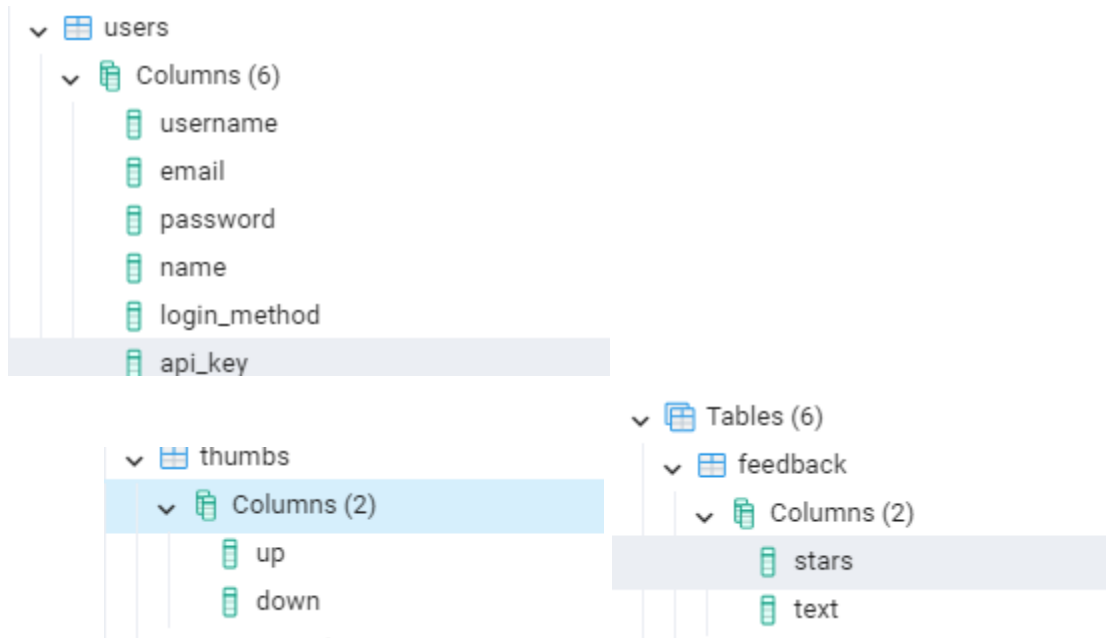 users
Columns (6)
username
email
password
name
login_method
api_key
thumbs
Columns (2)
up
down
Tables (6)
feedback
Columns (2)
stars
text